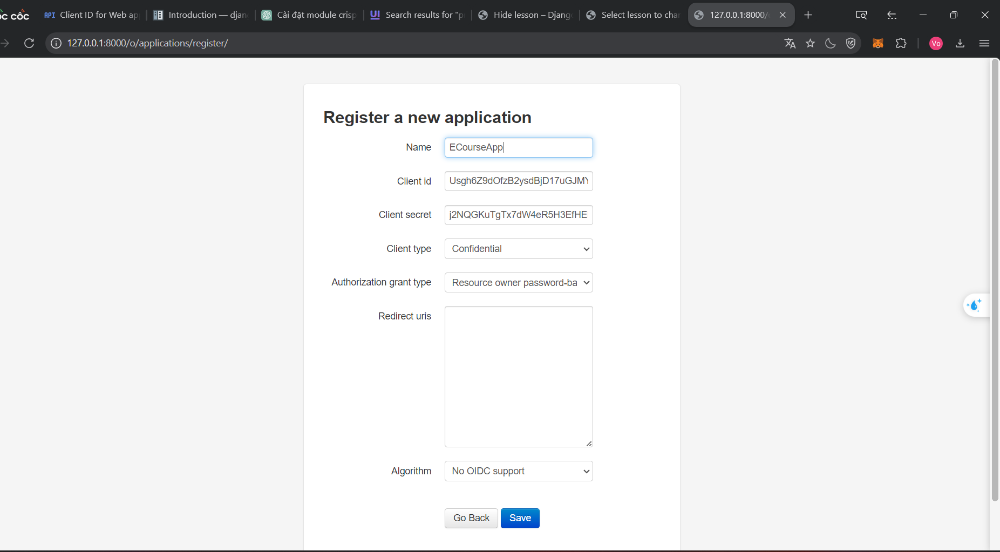 ốc cốc
API Client ID for Web ap
Introduction — djan
Cài đặt module crisp
UI Search results for "p
Hide lesson – Djang
Select lesson to char
127.0.0.1:8000/
127.0.0.1:8000/o/applications/register/
Vo
Register a new application
Name
ECourseApp
Client id
Usgh6Z9dOfzB2ysdBjD17uGJMY
Client secret
j2NQGKuTgTx7dW4eR5H3EfHE
Client type
Confidential
Authorization grant type
Resource owner password-ba
Redirect uris
Algorithm
No OIDC support
Go Back
Save